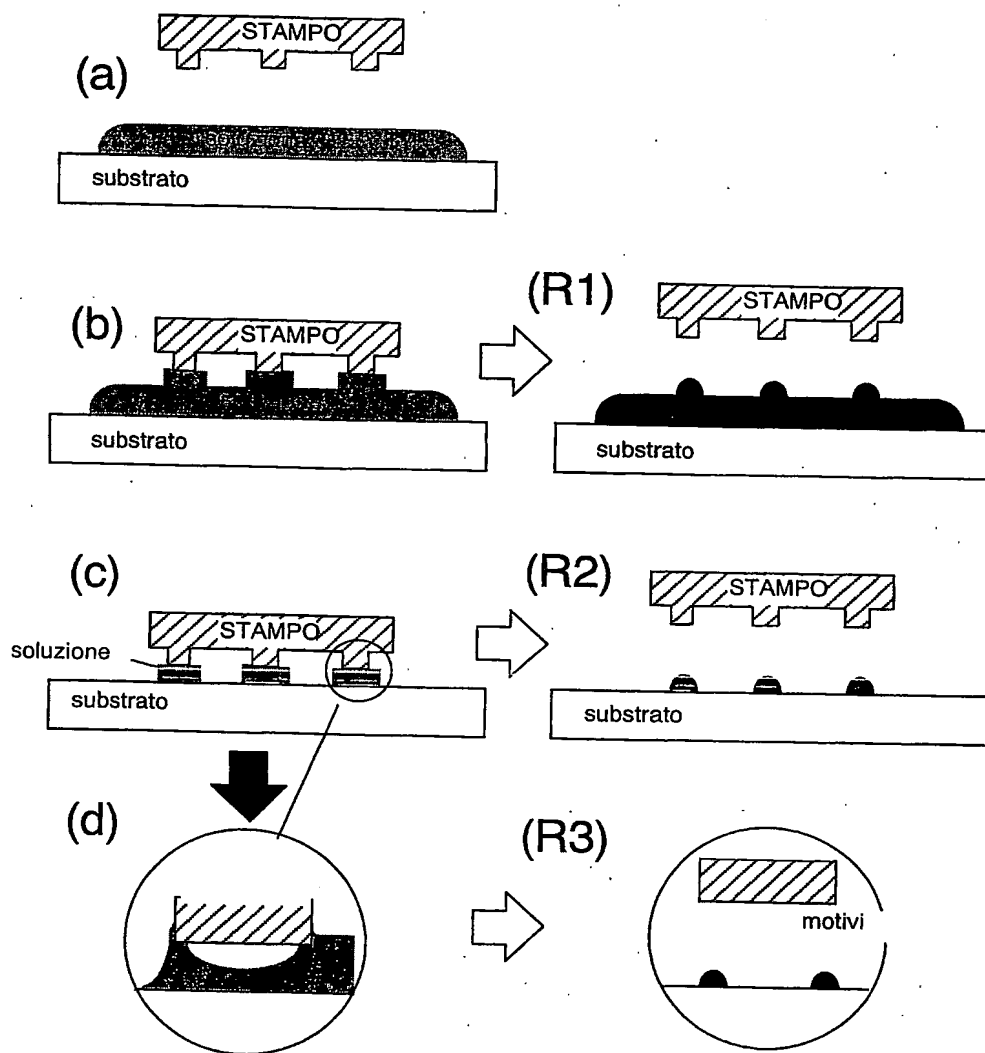 STAMPO
(a)
substrato
(R1)
STAMPO
(b)
STAMPO
substrato
substrato
(c)
(R2)
STAMPO
STAMPO
soluzione
substrato
substrato
(d)
(R3)
motivi